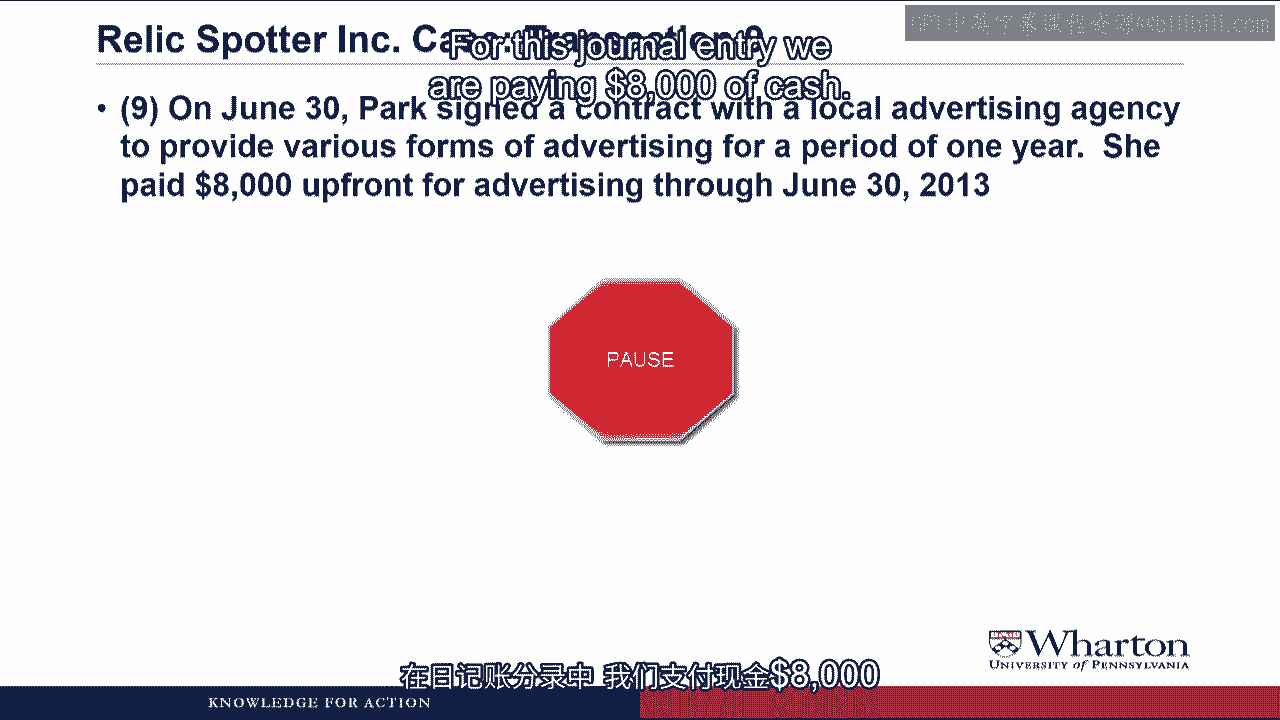 Relic Spotter Inc. Case: Transaction 9
For this journal entry we
are paying $8,000 of cash.
• (9) On June 30, Park signed a contract with a local advertising agency
to provide various forms of advertising for a period of one year. She
paid $8,000 upfront for advertising through June 30, 2013
PAUSE
Wharton
UNIVERSITY of PENNSYLVANIA
在日记账分录中 我们支付现金$8,000
KNOWLEDGE FOR ACTION